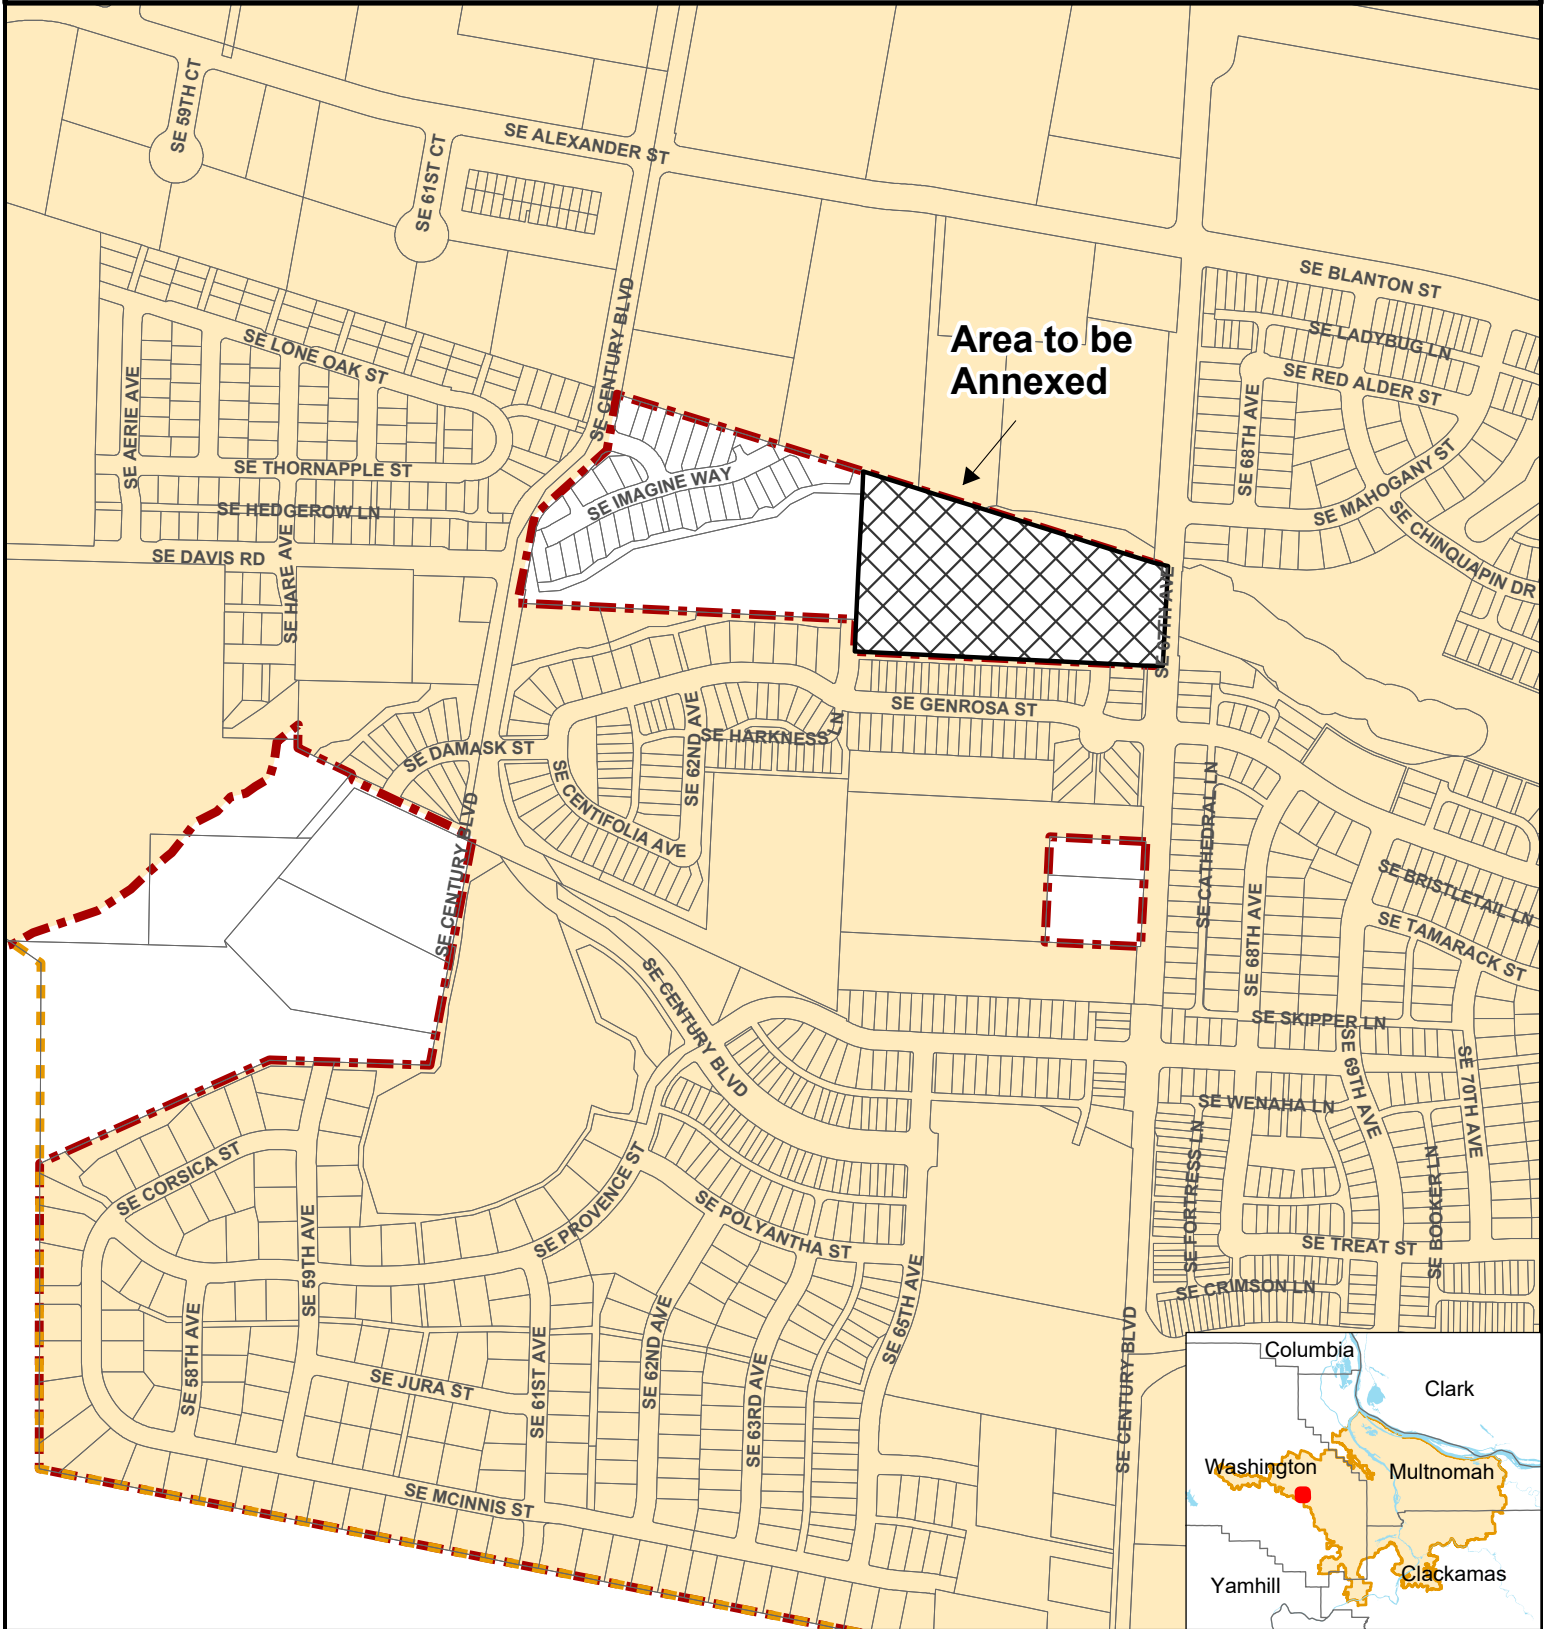 SE 59TH CT
SE 61ST CT
SE ALEXANDER ST
SE CENTURY BLVD
SE BLANTON ST
SE LADYBUG LN
SE RED ALDER ST
SE 68TH AVE
SE MAHOGANY ST
SE CHINQUAPIN DR
Area to be
Annexed
SE LONE OAK ST
SE AERIE AVE
SE THORNAPPLE ST
SE HEDGEROW LN
SE DAVIS RD
SE HARE AVE
SE IMAGINE WAY
SE 67TH AVE
SE GENROSA ST
SE HARKNESS LN
SE 62ND AVE
SE DAMASK ST
SE CENTIFOLIA AVE
SE CENTURY BLVD
SE CATHEDRAL LN
SE 68TH AVE
SE BRISTLETAIL LN
SE TAMARACK ST
SE CENTURY BLVD
SE SKIPPER LN
SE 69TH AVE
SE 70TH AVE
SE WENAHA LN
SE FORTRESS LN
SE BOOKER LN
SE TREAT ST
SE CRIMSON LN
SE CORSICA ST
SE PROVENCE ST
SE POLYANTHA ST
SE 59TH AVE
SE 58TH AVE
SE JURA ST
SE 61ST AVE
SE 62ND AVE
SE 63RD AVE
SE 65TH AVE
SE CENTURY BLVD
SE MCINNIS ST
Columbia
Clark
Washington
Multnomah
Yamhill
Clackamas